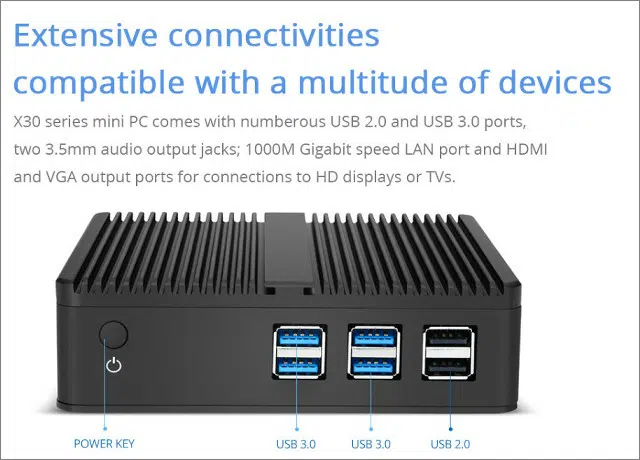 Extensive connectivities
compatible with a multitude of devices
X30 series mini PC comes with numberous USB 2.0 and USB 3.0 ports,
two 3.5mm audio output jacks; 1000M Gigabit speed LAN port and HDMI
and VGA output ports for connections to HD displays or TVs.
POWER KEY
USB 3.0
USB 3.0
USB 2.0